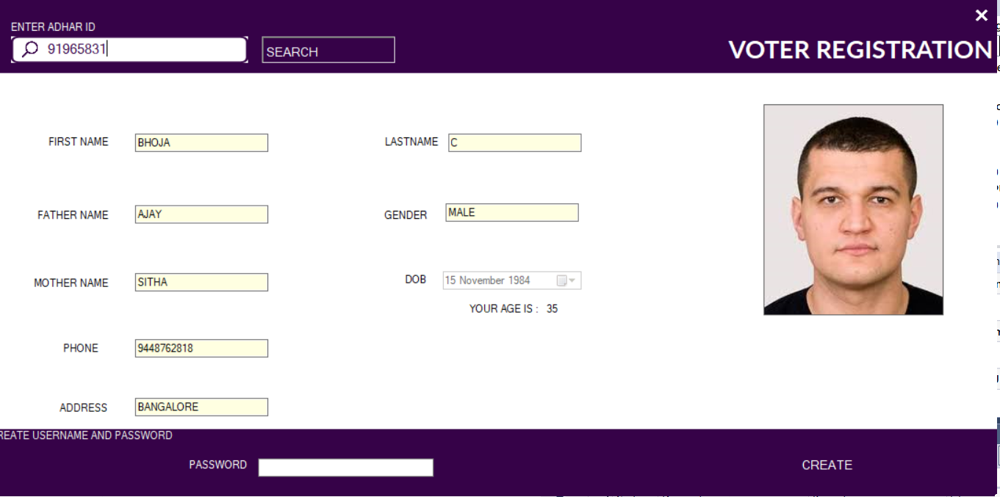 ENTER ADHAR ID
91965831
SEARCH
VOTER REGISTRATION
FIRST NAME BHOJA LASTNAME C
FATHER NAME AJAY GENDER MALE
MOTHER NAME SITHA DOB 15 November 1984
YOUR AGE IS : 35
PHONE 9448762818
ADDRESS BANGALORE
REATE USERNAME AND PASSWORD
PASSWORD CREATE